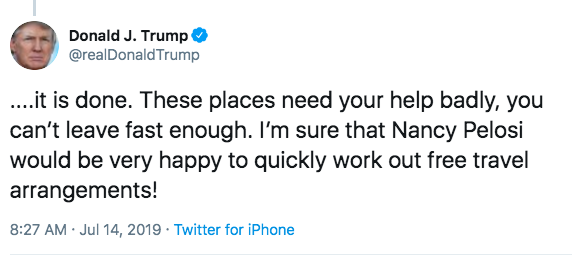 Donald J. Trump
@realDonaldTrump
....it is done. These places need your help badly, you
can’t leave fast enough. I’m sure that Nancy Pelosi
would be very happy to quickly work out free travel
arrangements!
8:27 AM · Jul 14, 2019 · Twitter for iPhone